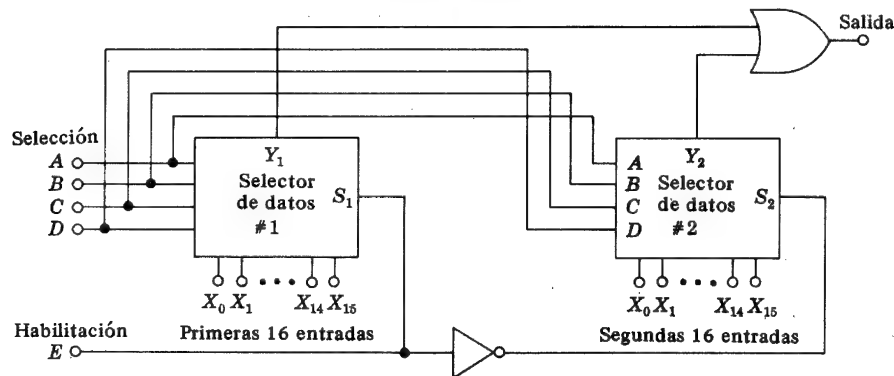 Salida
Selección
A
B
C
D
Y₁
Selector
de datos
#1
S₁
A
B
C
D
Y₂
Selector
de datos
#2
S₂
X₀ X₁ X₁₄ X₁₅
X₀ X₁ X₁₄ X₁₅
Habilitación
E
Primeras 16 entradas
Segundas 16 entradas